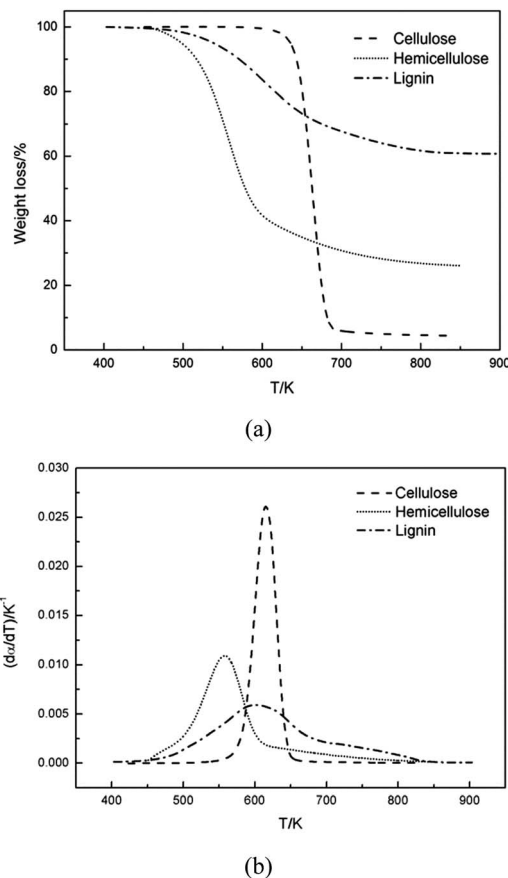 100
80
60
40
20
0
Weight loss/%
Cellulose
Hemicellulose
Lignin
400 500 600 700 800 900
T/K
(a)
0.030
0.025
0.020
0.015
0.010
0.005
0.000
(dα/dT)/K⁻¹
Cellulose
Hemicellulose
Lignin
400 500 600 700 800 900
T/K
(b)